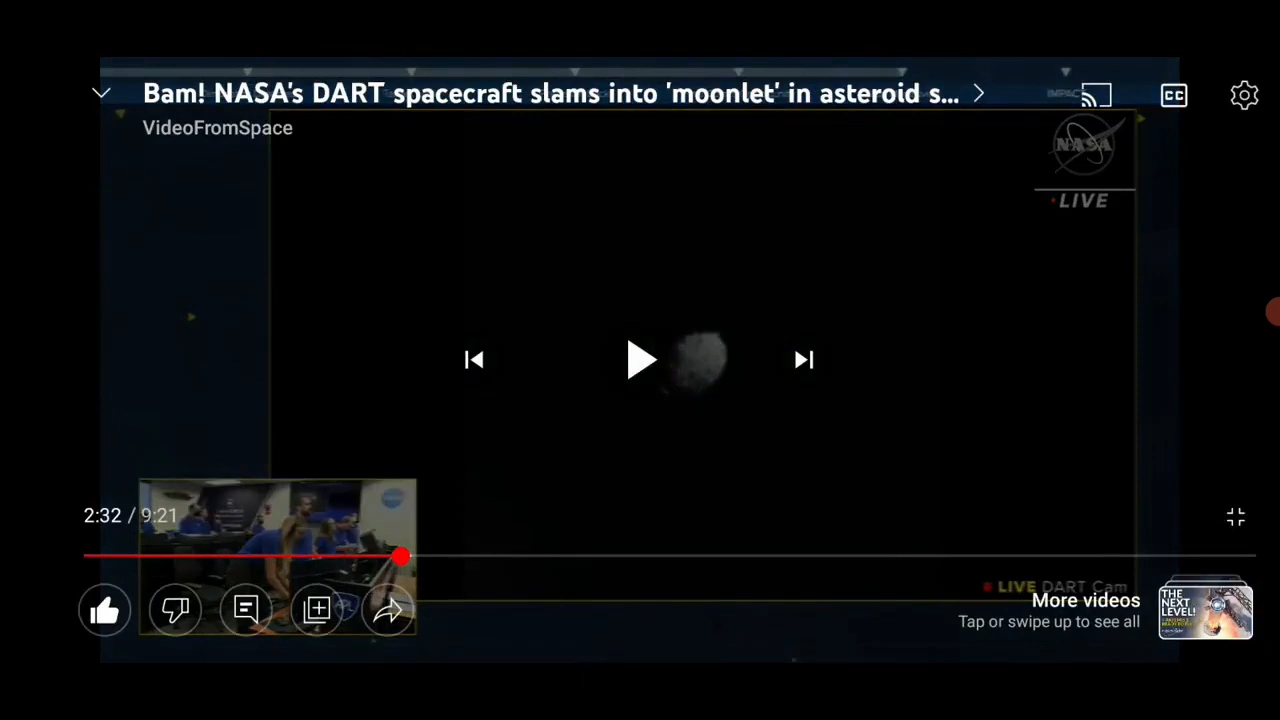 Bam! NASA's DART spacecraft slams into 'moonlet' in asteroid s...
VideoFromSpace
IMPACT
NASA
LIVE
2:32 / 9:21
LIVE DART Cam
More videos
Tap or swipe up to see all
THE
NEXT
LEVEL!